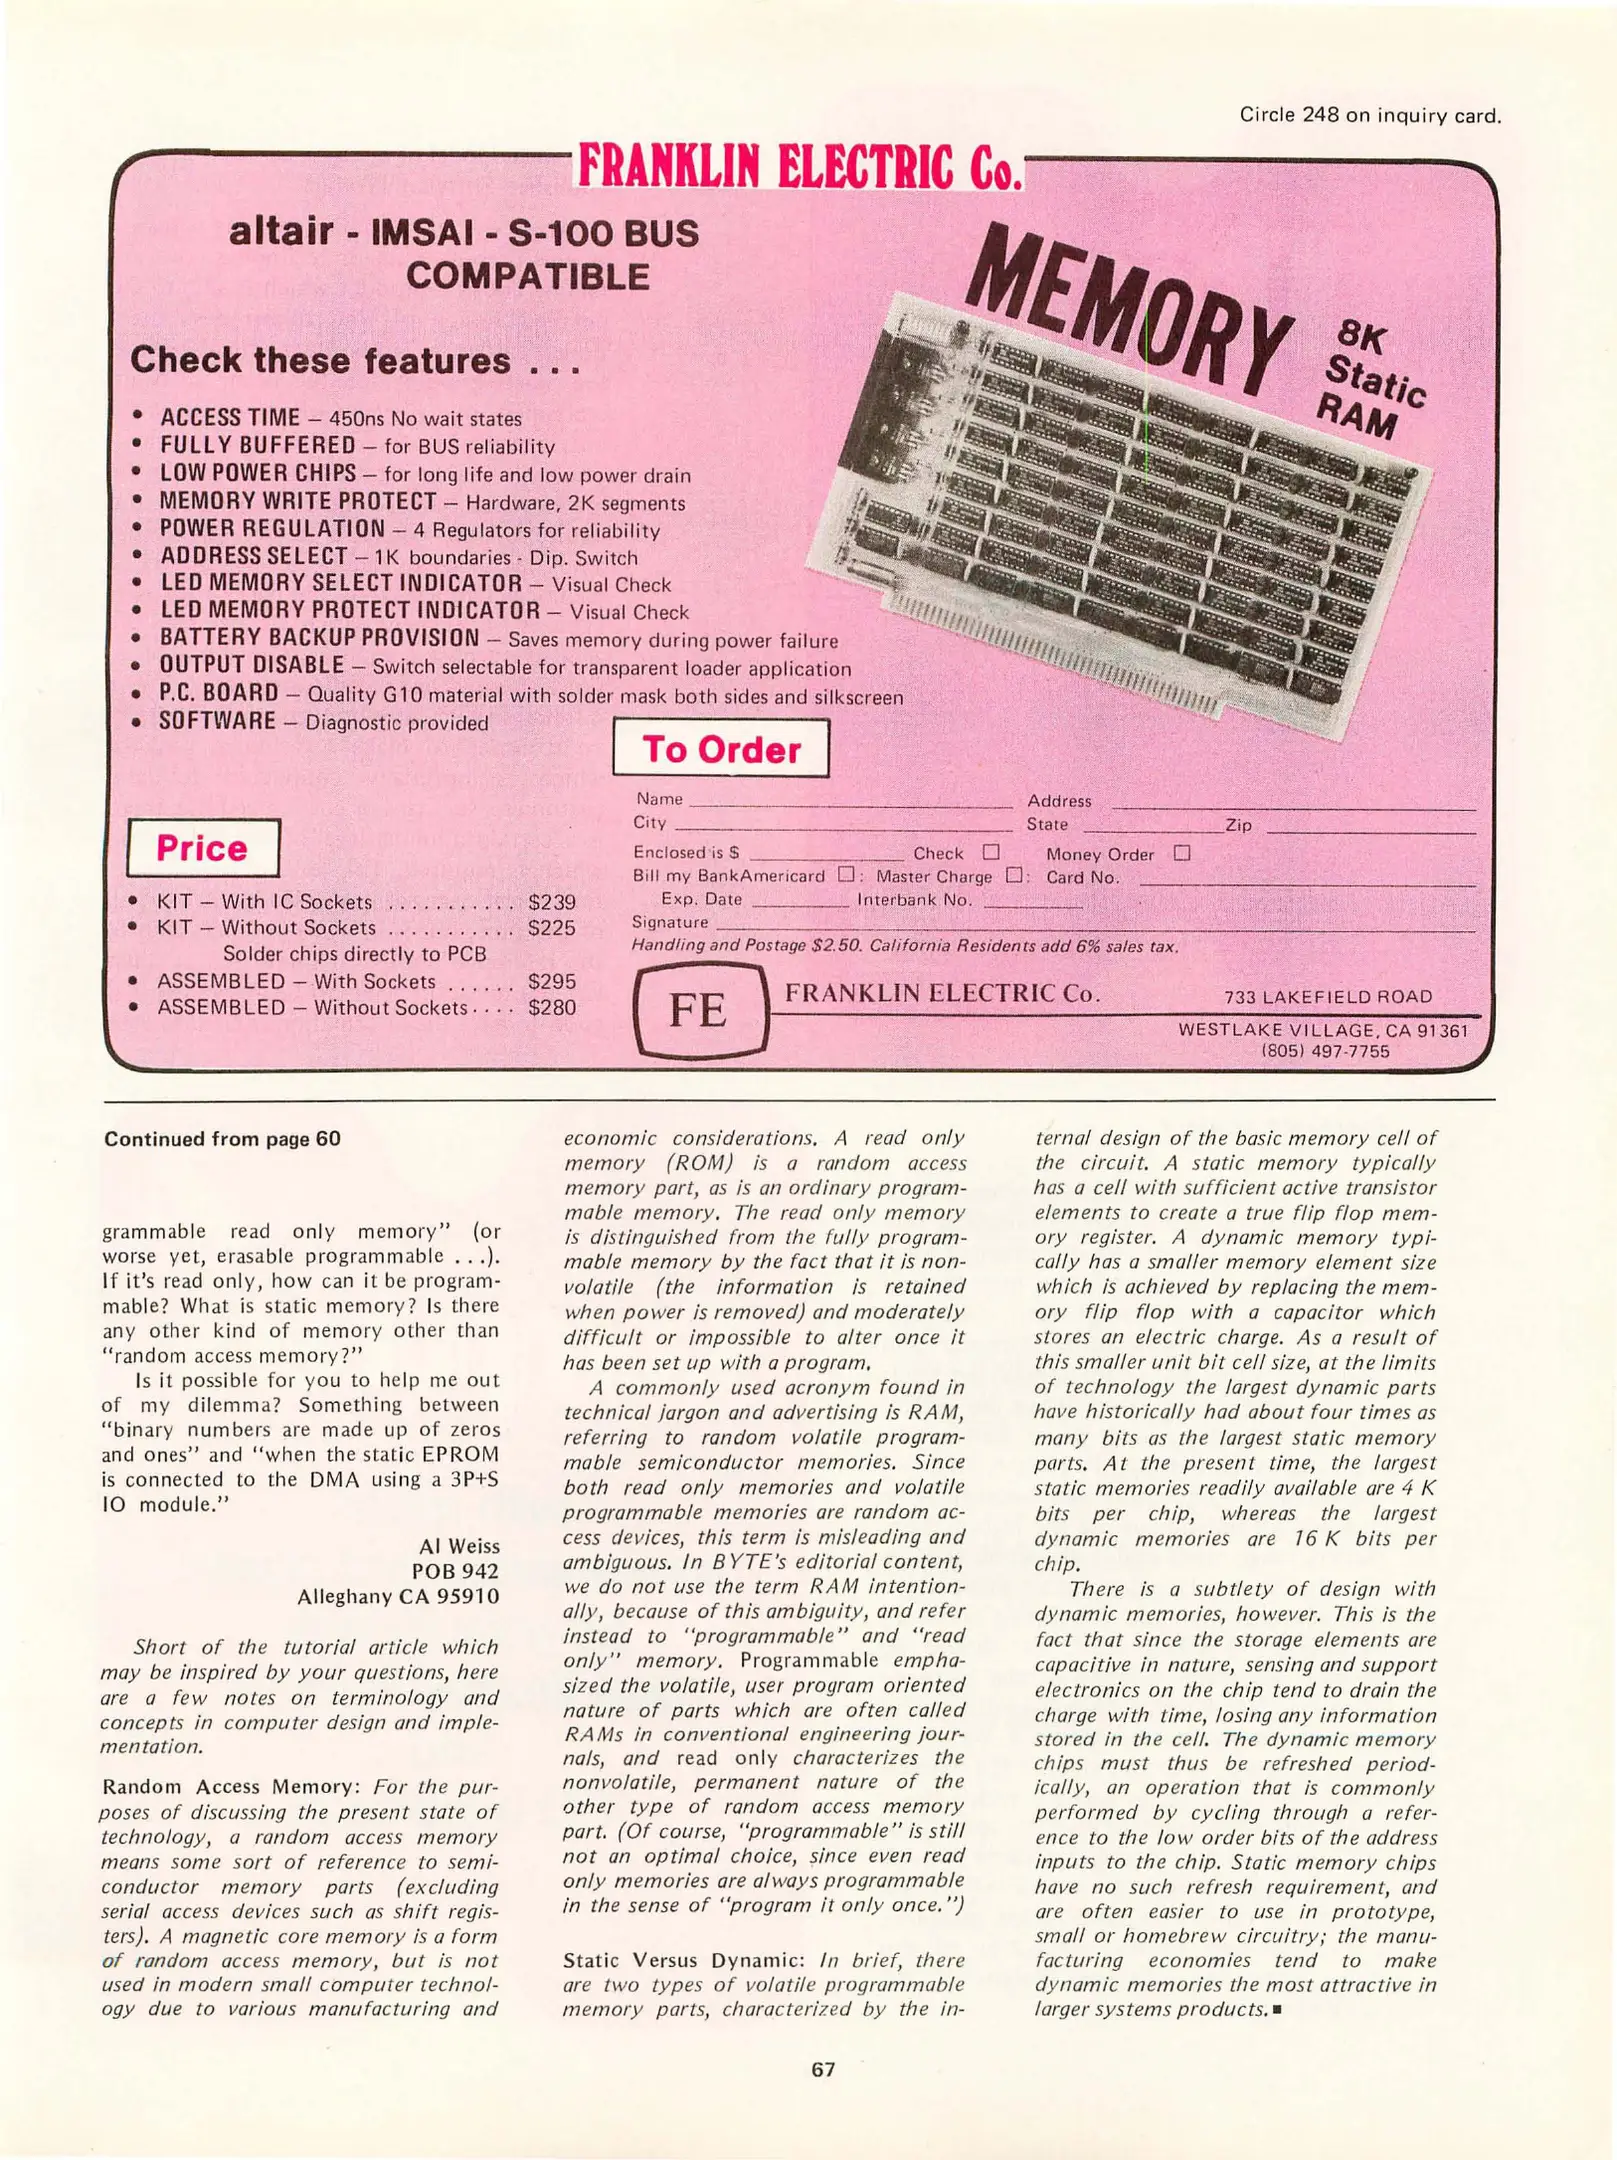 Circle 248 on inquiry card.
FRANKLIN ELECTRIC Co.
altair - IMSAI - S-100 BUS
COMPATIBLE
MEMORY
8K
Static
RAM
Check these features . . .
• ACCESS TIME – 450ns No wait states
• FULLY BUFFERED – for BUS reliability
• LOW POWER CHIPS – for long life and low power drain
• MEMORY WRITE PROTECT – Hardware, 2K segments
• POWER REGULATION – 4 Regulators for reliability
• ADDRESS SELECT – 1K boundaries - Dip. Switch
• LED MEMORY SELECT INDICATOR – Visual Check
• LED MEMORY PROTECT INDICATOR – Visual Check
• BATTERY BACKUP PROVISION – Saves memory during power failure
• OUTPUT DISABLE – Switch selectable for transparent loader application
• P.C. BOARD – Quality G10 material with solder mask both sides and silkscreen
• SOFTWARE – Diagnostic provided
Price
• KIT – With IC Sockets . . . . . . . . . . . $239
• KIT – Without Sockets . . . . . . . . . . . $225
Solder chips directly to PCB
• ASSEMBLED – With Sockets . . . . . . $295
• ASSEMBLED – Without Sockets . . . . $280
To Order
Name Address
City State Zip
Enclosed is $ Check ☐ Money Order ☐
Bill my BankAmericard ☐: Master Charge ☐: Card No.
Exp. Date Interbank No.
Signature
Handling and Postage $2.50. California Residents add 6% sales tax.
FE
FRANKLIN ELECTRIC Co.
733 LAKEFIELD ROAD
WESTLAKE VILLAGE, CA 91361
(805) 497-7755
Continued from page 60
grammable read only memory" (or
worse yet, erasable programmable . . .).
If it's read only, how can it be program-
mable? What is static memory? Is there
any other kind of memory other than
"random access memory?"
Is it possible for you to help me out
of my dilemma? Something between
"binary numbers are made up of zeros
and ones" and "when the static EPROM
is connected to the DMA using a 3P+S
IO module."
Al Weiss
POB 942
Alleghany CA 95910
Short of the tutorial article which
may be inspired by your questions, here
are a few notes on terminology and
concepts in computer design and imple-
mentation.
Random Access Memory: For the pur-
poses of discussing the present state of
technology, a random access memory
means some sort of reference to semi-
conductor memory parts (excluding
serial access devices such as shift regis-
ters). A magnetic core memory is a form
of random access memory, but is not
used in modern small computer technol-
ogy due to various manufacturing and
economic considerations. A read only
memory (ROM) is a random access
memory part, as is an ordinary program-
mable memory. The read only memory
is distinguished from the fully program-
mable memory by the fact that it is non-
volatile (the information is retained
when power is removed) and moderately
difficult or impossible to alter once it
has been set up with a program.
A commonly used acronym found in
technical jargon and advertising is RAM,
referring to random volatile program-
mable semiconductor memories. Since
both read only memories and volatile
programmable memories are random ac-
cess devices, this term is misleading and
ambiguous. In BYTE's editorial content,
we do not use the term RAM intention-
ally, because of this ambiguity, and refer
instead to "programmable" and "read
only" memory. Programmable empha-
sized the volatile, user program oriented
nature of parts which are often called
RAMs in conventional engineering jour-
nals, and read only characterizes the
nonvolatile, permanent nature of the
other type of random access memory
part. (Of course, "programmable" is still
not an optimal choice, since even read
only memories are always programmable
in the sense of "program it only once.")
Static Versus Dynamic: In brief, there
are two types of volatile programmable
memory parts, characterized by the in-
ternal design of the basic memory cell of
the circuit. A static memory typically
has a cell with sufficient active transistor
elements to create a true flip flop mem-
ory register. A dynamic memory typi-
cally has a smaller memory element size
which is achieved by replacing the mem-
ory flip flop with a capacitor which
stores an electric charge. As a result of
this smaller unit bit cell size, at the limits
of technology the largest dynamic parts
have historically had about four times as
many bits as the largest static memory
parts. At the present time, the largest
static memories readily available are 4 K
bits per chip, whereas the largest
dynamic memories are 16 K bits per
chip.
There is a subtlety of design with
dynamic memories, however. This is the
fact that since the storage elements are
capacitive in nature, sensing and support
electronics on the chip tend to drain the
charge with time, losing any information
stored in the cell. The dynamic memory
chips must thus be refreshed period-
ically, an operation that is commonly
performed by cycling through a refer-
ence to the low order bits of the address
inputs to the chip. Static memory chips
have no such refresh requirement, and
are often easier to use in prototype,
small or homebrew circuitry; the manu-
facturing economies tend to make
dynamic memories the most attractive in
larger systems products.■
67